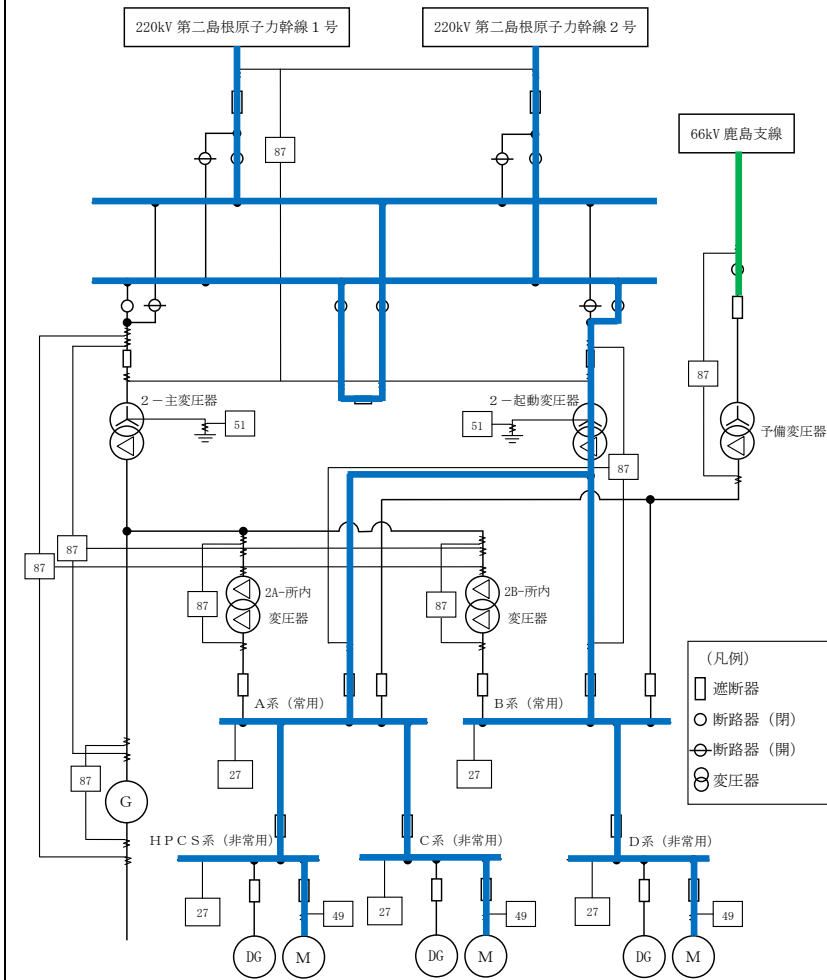 220kV 第二島根原子力幹線1号
220kV 第二島根原子力幹線2号
66kV 鹿島支線
87
87
2－主変圧器
51
2－起動変圧器
51
予備変圧器
87
87
87
87
2A-所内
変圧器
87
2B-所内
変圧器
(凡例)
遮断器
断路器（閉）
断路器（開）
変圧器
A系（常用）
B系（常用）
27
27
87
G
HPCS系（非常用）
C系（非常用）
D系（非常用）
27
49
27
49
27
49
DG
M
DG
M
DG
M